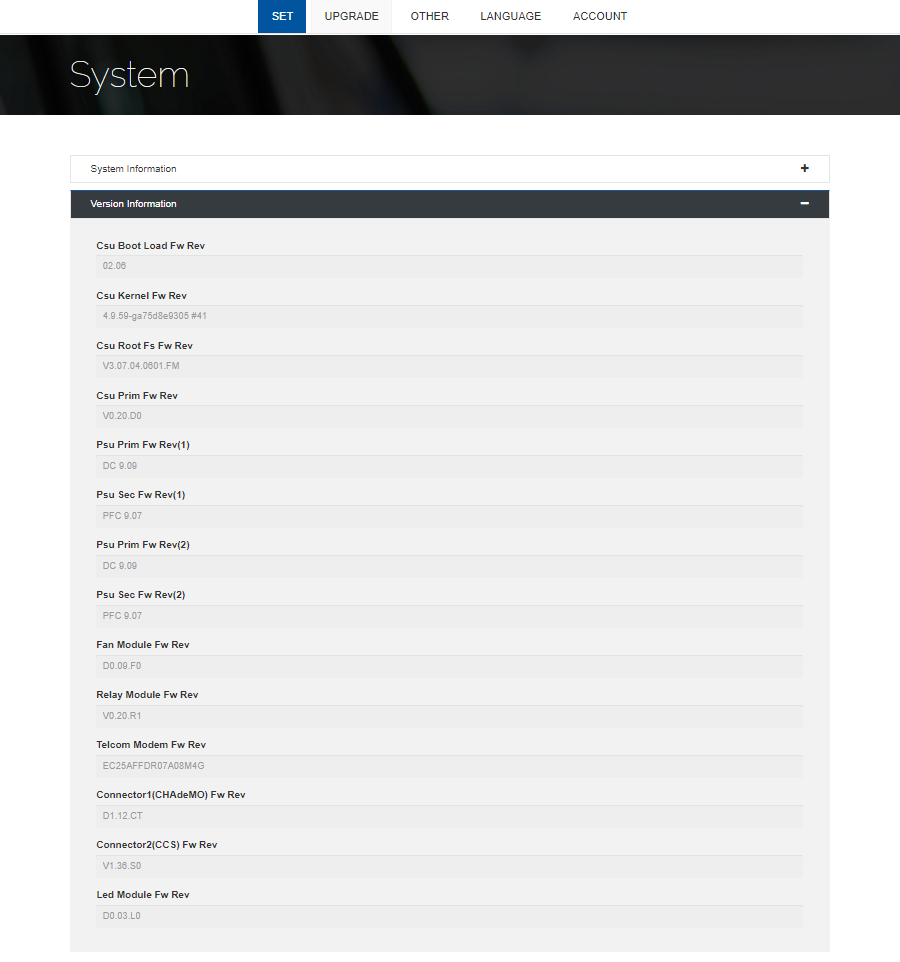 SET UPGRADE OTHER LANGUAGE ACCOUNT
System
System Information +
Version Information −
Csu Boot Load Fw Rev
02.06
Csu Kernel Fw Rev
4.9.59-ga75d8e9305 #41
Csu Root Fs Fw Rev
V3.07.04.0601.FM
Csu Prim Fw Rev
V0.20.D0
Psu Prim Fw Rev(1)
DC 9.09
Psu Sec Fw Rev(1)
PFC 9.07
Psu Prim Fw Rev(2)
DC 9.09
Psu Sec Fw Rev(2)
PFC 9.07
Fan Module Fw Rev
D0.09.F0
Relay Module Fw Rev
V0.20.R1
Telcom Modem Fw Rev
EC25AFFDR07A08M4G
Connector1(CHAdeMO) Fw Rev
D1.12.CT
Connector2(CCS) Fw Rev
V1.36.S0
Led Module Fw Rev
D0.03.L0